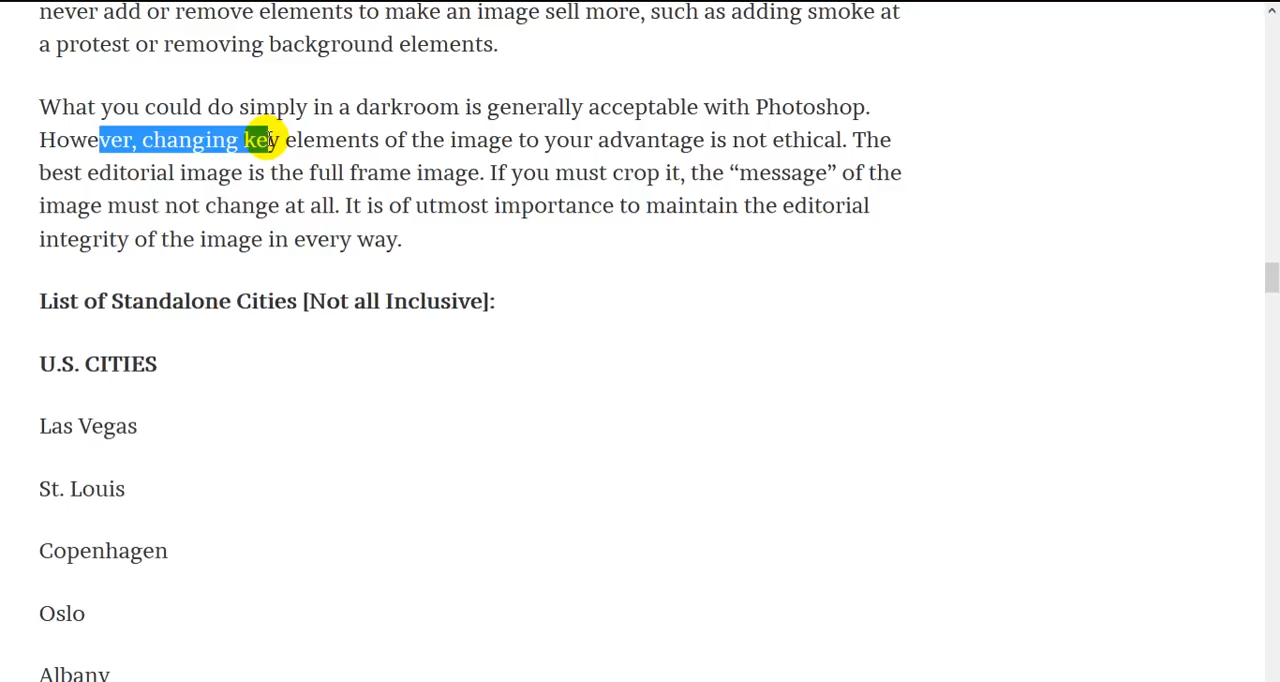 never add or remove elements to make an image sell more, such as adding smoke at
a protest or removing background elements.
What you could do simply in a darkroom is generally acceptable with Photoshop.
However, changing key elements of the image to your advantage is not ethical. The
best editorial image is the full frame image. If you must crop it, the “message” of the
image must not change at all. It is of utmost importance to maintain the editorial
integrity of the image in every way.
List of Standalone Cities [Not all Inclusive]:
U.S. CITIES
Las Vegas
St. Louis
Copenhagen
Oslo
Albany